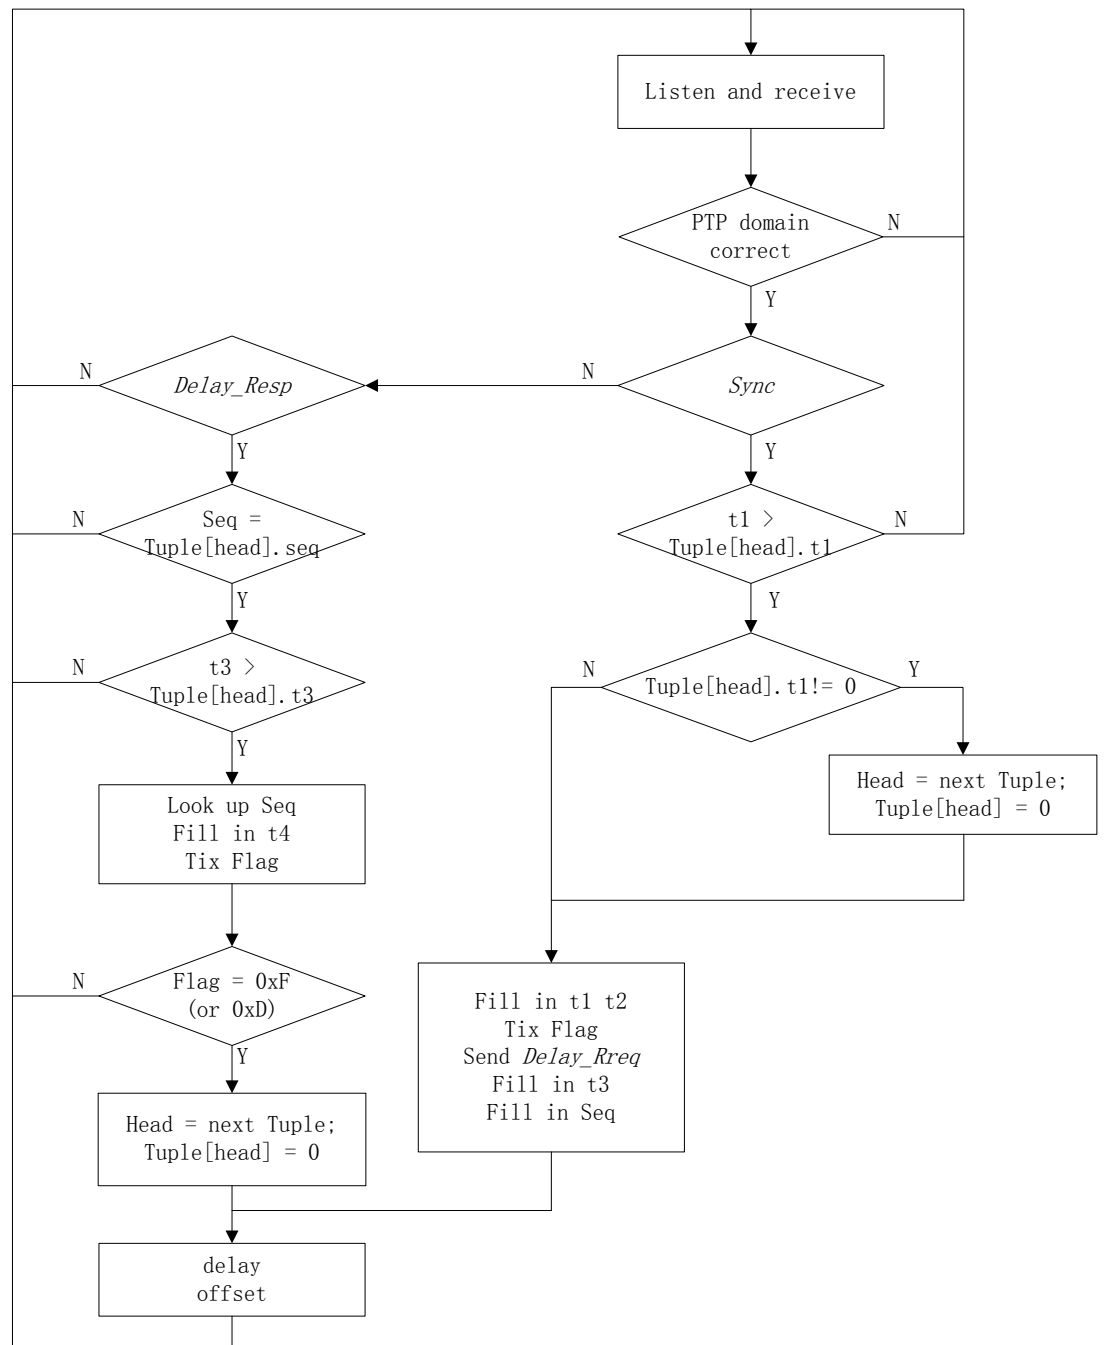 Listen and receive
PTP domain
correct
N
Y
Sync
N
Delay_Resp
N
Y
Y
t1 >
Tuple[head].t1
N
Seq =
Tuple[head].seq
N
Y
Y
Tuple[head].t1!= 0
N
Y
t3 >
Tuple[head].t3
N
Y
Head = next Tuple;
Tuple[head] = 0
Look up Seq
Fill in t4
Tix Flag
Flag = 0xF
(or 0xD)
N
Y
Fill in t1 t2
Tix Flag
Send Delay_Rreq
Fill in t3
Fill in Seq
Head = next Tuple;
Tuple[head] = 0
delay
offset